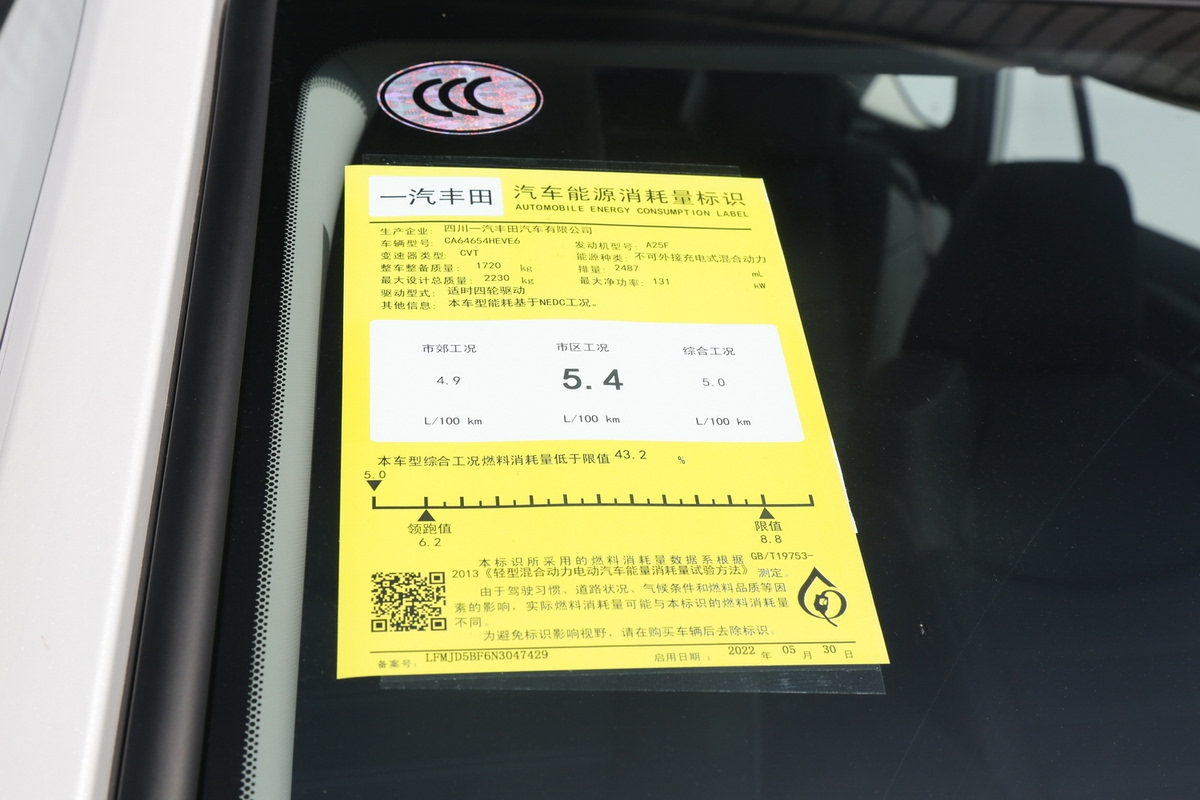 CCC
一汽丰田
汽车能源消耗量标识
AUTOMOBILE ENERGY CONSUMPTION LABEL
生产企业: 四川一汽丰田汽车有限公司
车辆型号: CA64654HEVE6 发动机型号: A25F
变速器类型: CVT 能源种类: 不可外接充电式混合动力
整车整备质量: 1720 kg 排量: 2487 mL
最大设计总质量: 2230 kg 最大净功率: 131 kW
驱动型式: 适时四轮驱动
其他信息: 本车型能耗基于NEDC工况。
市郊工况 市区工况 综合工况
4.9 5.4 5.0
L/100 km L/100 km L/100 km
本车型综合工况燃料消耗量低于限值 43.2 %
5.0
领跑值 限值
6.2 8.8
本标识所采用的燃料消耗量数据系根据 GB/T19753-
2013《轻型混合动力电动汽车能量消耗量试验方法》 测定。
由于驾驶习惯、道路状况、气候条件和燃料品质等因
素的影响，实际燃料消耗量可能与本标识的燃料消耗量
不同。
为避免标识影响视野，请在购买车辆后去除标识。
备案号: LFMJD5BF6N3047429 启用日期: 2022 年 05 月 30 日